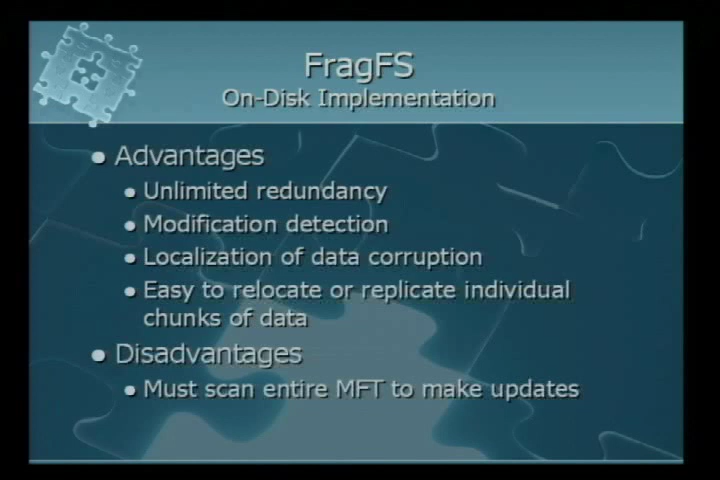 FragFS
On-Disk Implementation
Advantages
Unlimited redundancy
Modification detection
Localization of data corruption
Easy to relocate or replicate individual
chunks of data
Disadvantages
Must scan entire MFT to make updates